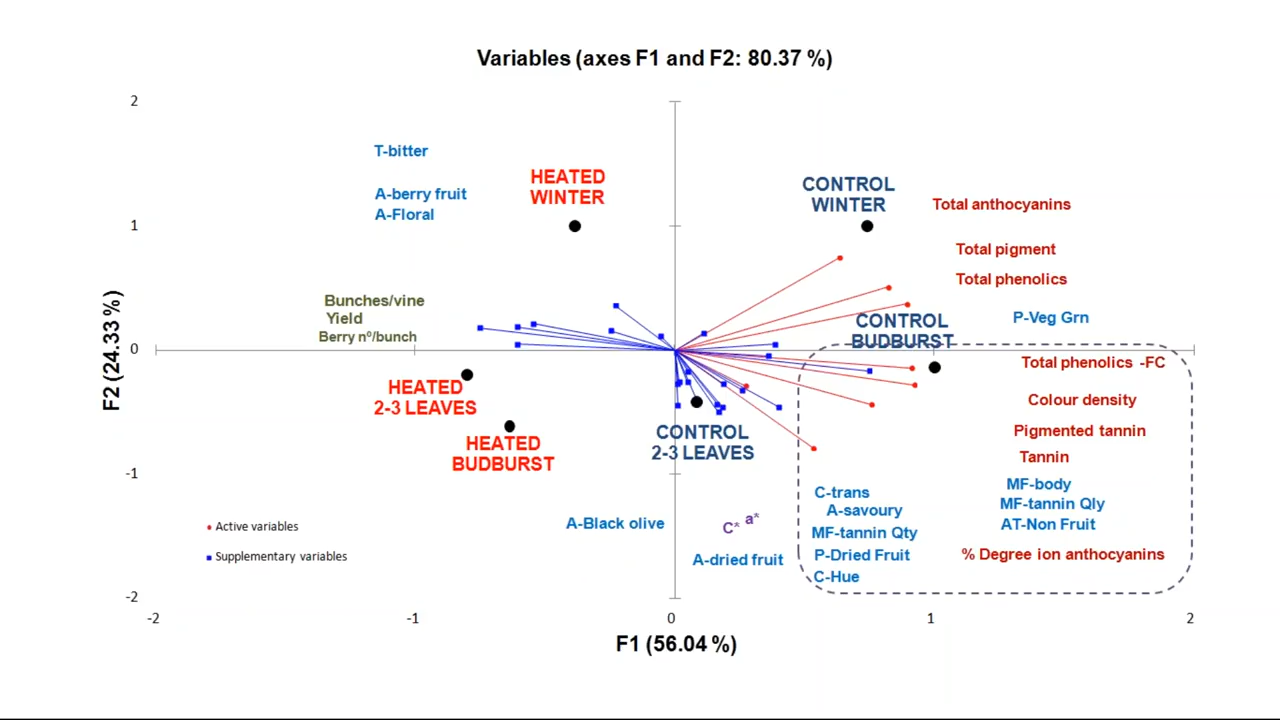 Variables (axes F1 and F2: 80.37 %)
2
T-bitter
HEATED
WINTER
CONTROL
WINTER
A-berry fruit
A-Floral
Total anthocyanins
1
Total pigment
Total phenolics
Bunches/vine
Yield
Berry nº/bunch
CONTROL
BUDBURST
P-Veg Grn
0
Total phenolics -FC
HEATED
2-3 LEAVES
Colour density
HEATED
BUDBURST
CONTROL
2-3 LEAVES
Pigmented tannin
Tannin
-1
MF-body
MF-tannin Qly
AT-Non Fruit
C-trans
A-savoury
MF-tannin Qty
P-Dried Fruit
C-Hue
% Degree ion anthocyanins
A-Black olive
C* a*
A-dried fruit
Active variables
Supplementary variables
-2
F2 (24.33 %)
-2 -1 0 1 2
F1 (56.04 %)